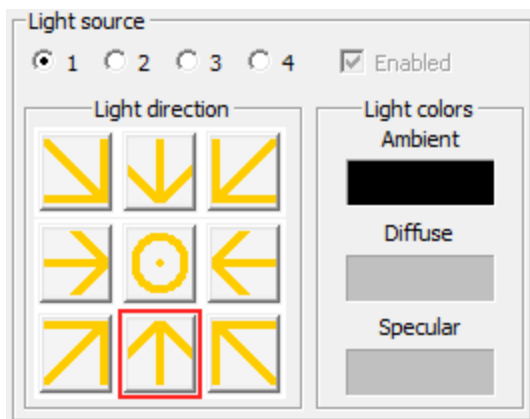 Light source
1 2 3 4 Enabled
Light direction
Light colors
Ambient
Diffuse
Specular